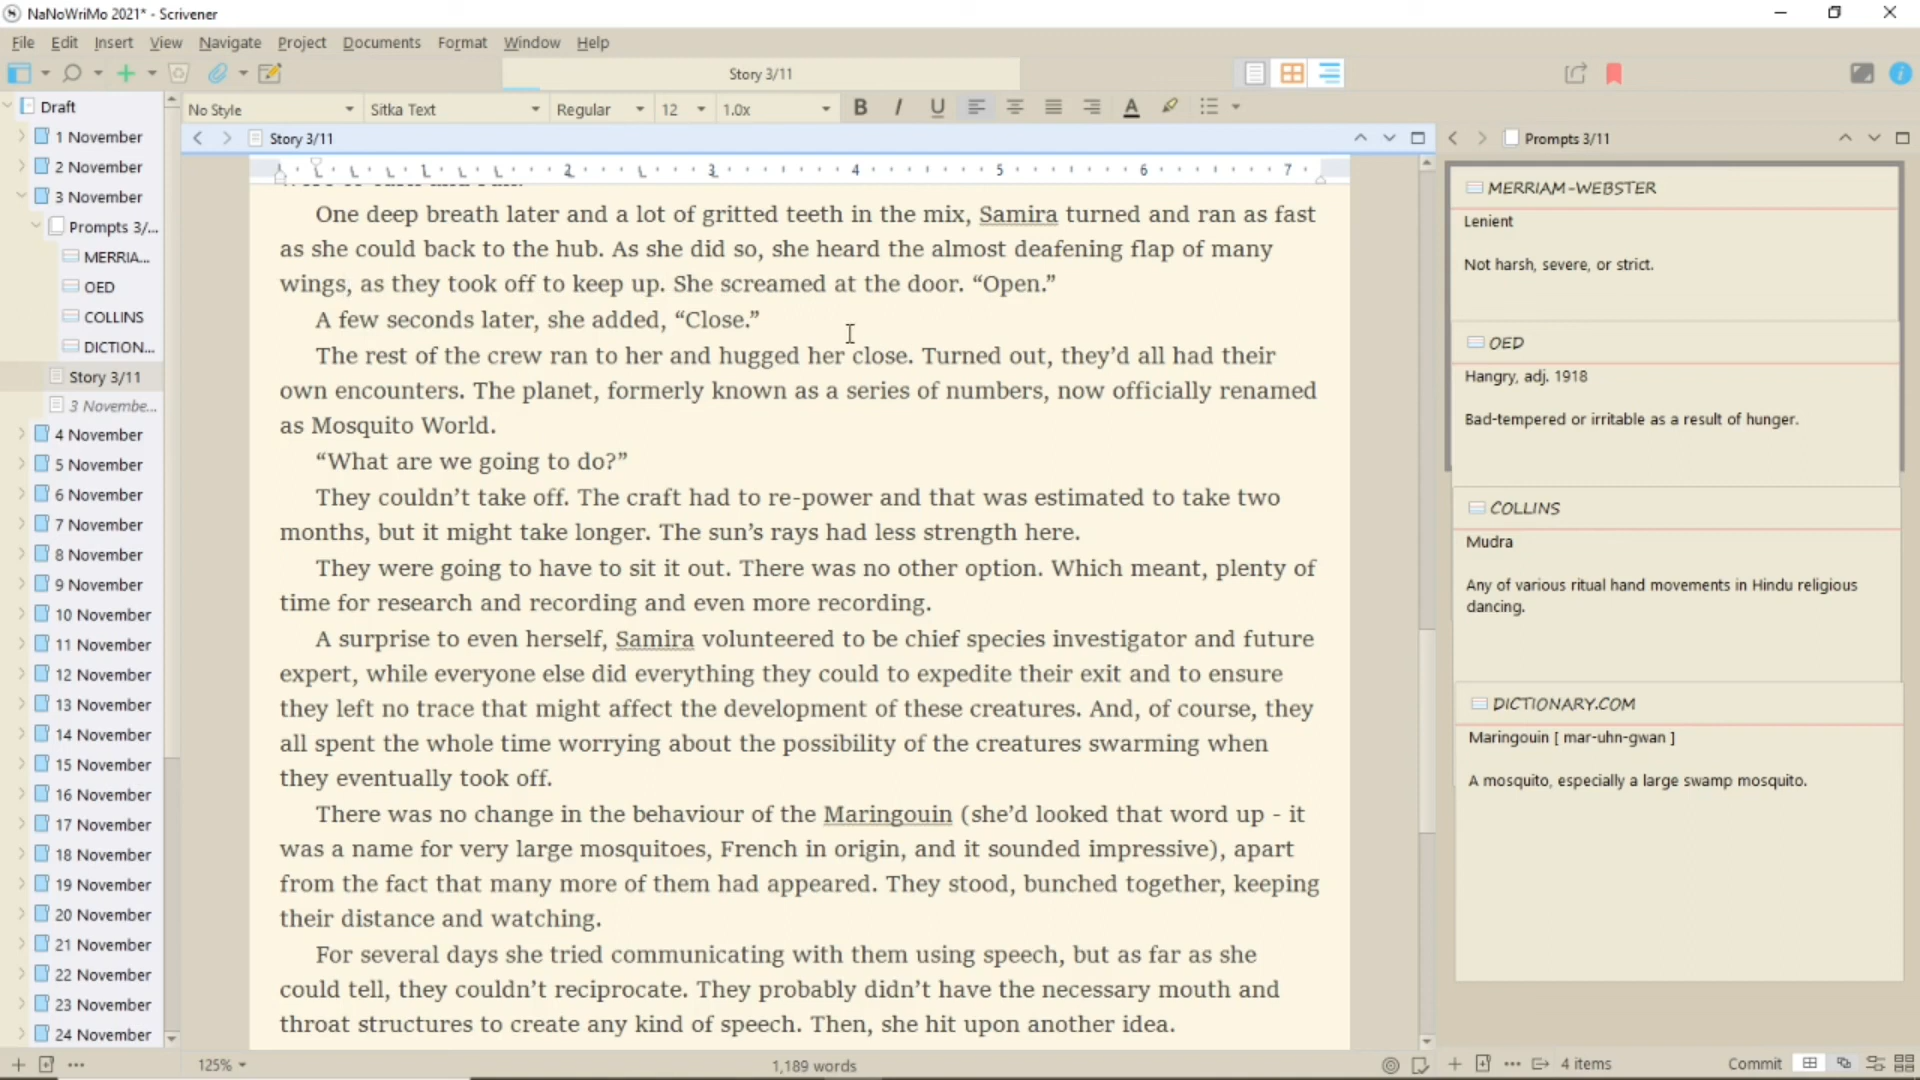 NaNoWriMo 2021* - Scrivener
File Edit Insert View Navigate Project Documents Format Window Help
Story 3/11
No Style Sitka Text Regular 12 1.0x B I U A
Draft
1 November
2 November
3 November
Prompts 3/...
MERRIA...
OED
COLLINS
DICTION...
Story 3/11
3 Novembe...
4 November
5 November
6 November
7 November
8 November
9 November
10 November
11 November
12 November
13 November
14 November
15 November
16 November
17 November
18 November
19 November
20 November
21 November
22 November
23 November
24 November
Story 3/11
1 2 3 4 5 6 7
One deep breath later and a lot of gritted teeth in the mix, Samira turned and ran as fast
as she could back to the hub. As she did so, she heard the almost deafening flap of many
wings, as they took off to keep up. She screamed at the door. “Open.”
A few seconds later, she added, “Close.”
The rest of the crew ran to her and hugged her close. Turned out, they’d all had their
own encounters. The planet, formerly known as a series of numbers, now officially renamed
as Mosquito World.
“What are we going to do?”
They couldn’t take off. The craft had to re-power and that was estimated to take two
months, but it might take longer. The sun’s rays had less strength here.
They were going to have to sit it out. There was no other option. Which meant, plenty of
time for research and recording and even more recording.
A surprise to even herself, Samira volunteered to be chief species investigator and future
expert, while everyone else did everything they could to expedite their exit and to ensure
they left no trace that might affect the development of these creatures. And, of course, they
all spent the whole time worrying about the possibility of the creatures swarming when
they eventually took off.
There was no change in the behaviour of the Maringouin (she’d looked that word up - it
was a name for very large mosquitoes, French in origin, and it sounded impressive), apart
from the fact that many more of them had appeared. They stood, bunched together, keeping
their distance and watching.
For several days she tried communicating with them using speech, but as far as she
could tell, they couldn’t reciprocate. They probably didn’t have the necessary mouth and
throat structures to create any kind of speech. Then, she hit upon another idea.
125% 1,189 words
Prompts 3/11
MERRIAM-WEBSTER
Lenient
Not harsh, severe, or strict.
OED
Hangry, adj. 1918
Bad-tempered or irritable as a result of hunger.
COLLINS
Mudra
Any of various ritual hand movements in Hindu religious
dancing.
DICTIONARY.COM
Maringouin [ mar-uhn-gwan ]
A mosquito, especially a large swamp mosquito.
4 items Commit